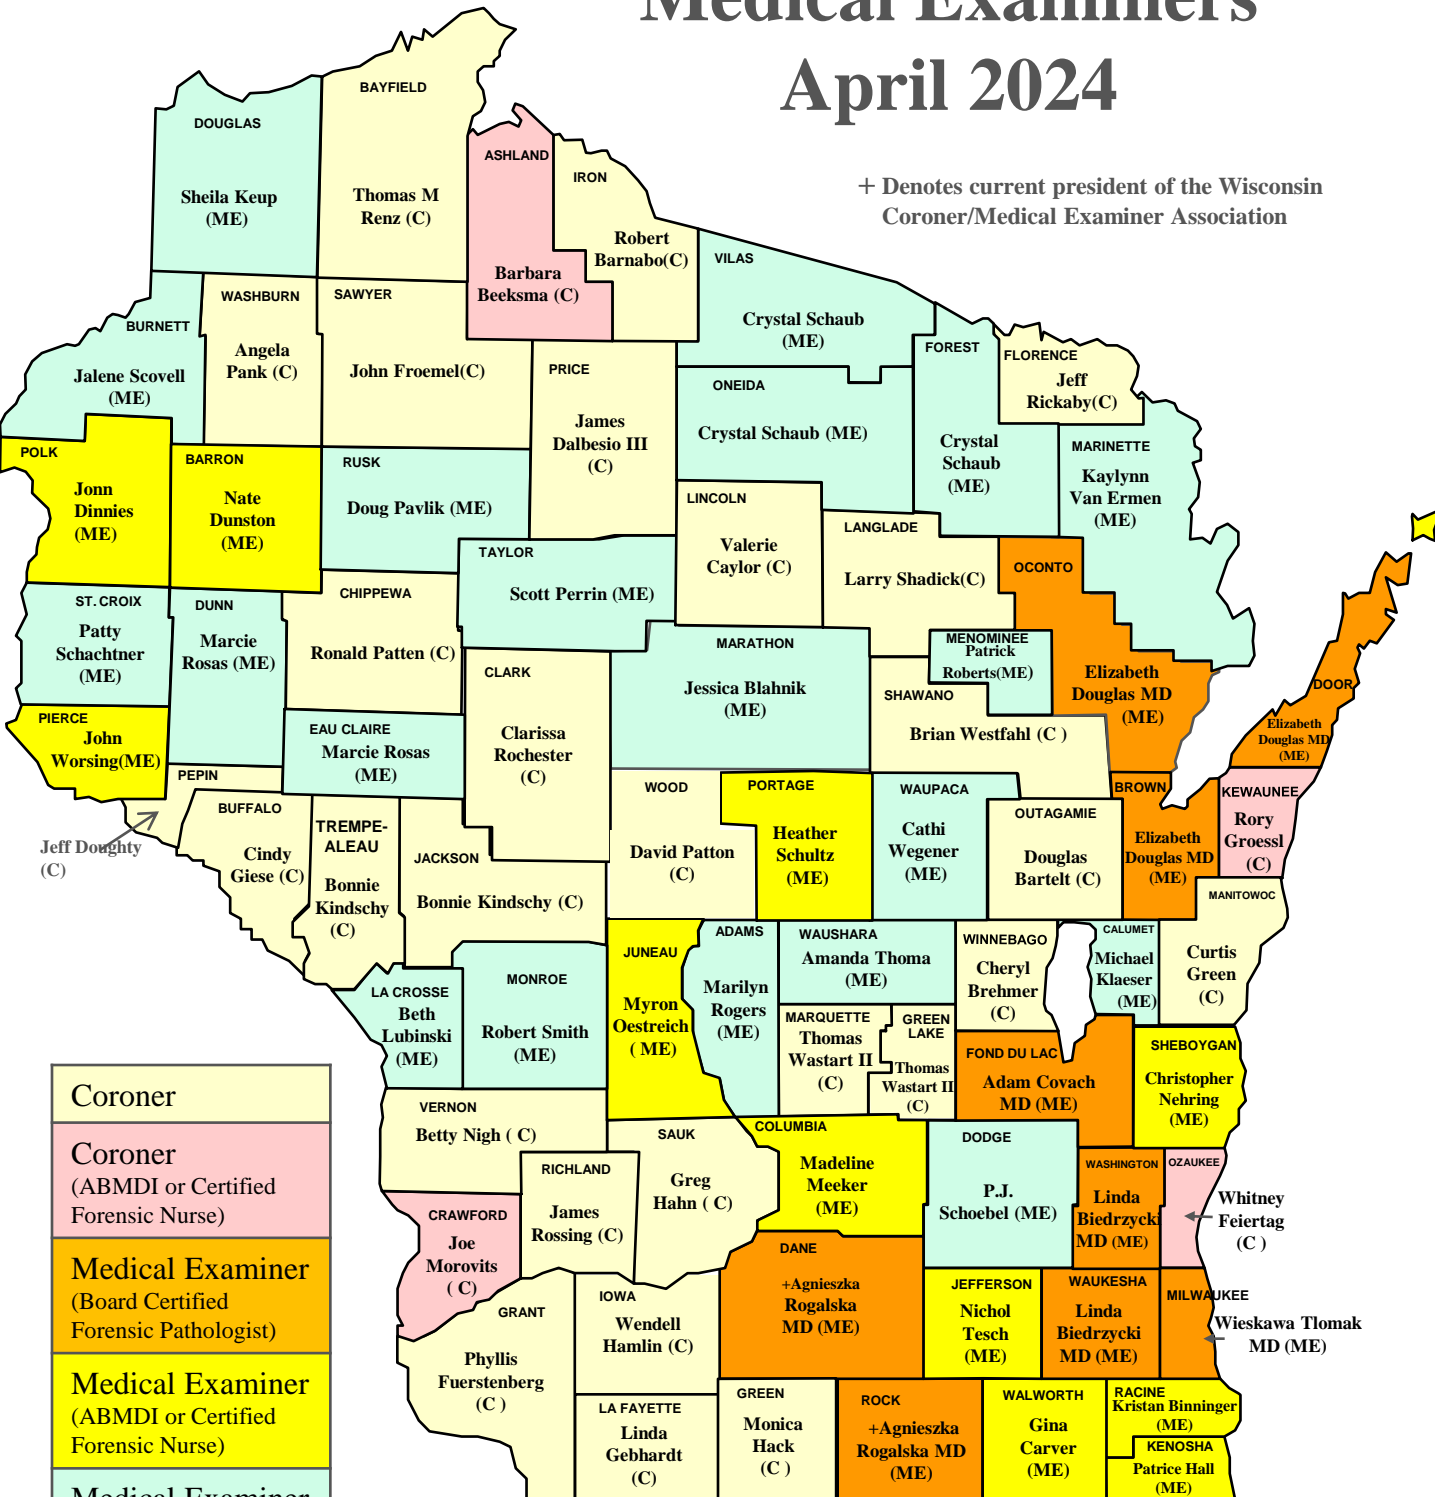 Medical Examiners
April 2024
+ Denotes current president of the Wisconsin
Coroner/Medical Examiner Association
BAYFIELD
Thomas M
Renz (C)
DOUGLAS
Sheila Keup
(ME)
ASHLAND
Barbara
Beeksma (C)
IRON
Robert
Barnabo(C)
VILAS
Crystal Schaub
(ME)
WASHBURN
Angela
Pank (C)
SAWYER
John Froemel(C)
BURNETT
Jalene Scovell
(ME)
PRICE
James
Dalbesio III
(C)
ONEIDA
Crystal Schaub (ME)
FOREST
Crystal
Schaub
(ME)
FLORENCE
Jeff
Rickaby(C)
MARINETTE
Kaylynn
Van Ermen
(ME)
POLK
Jonn
Dinnies
(ME)
BARRON
Nate
Dunston
(ME)
RUSK
Doug Pavlik (ME)
LINCOLN
Valerie
Caylor (C)
LANGLADE
Larry Shadick(C)
TAYLOR
Scott Perrin (ME)
OCONTO
Elizabeth
Douglas MD
(ME)
ST. CROIX
Patty
Schachtner
(ME)
DUNN
Marcie
Rosas (ME)
CHIPPEWA
Ronald Patten (C)
MARATHON
Jessica Blahnik
(ME)
MENOMINEE
Patrick
Roberts(ME)
CLARK
Clarissa
Rochester
(C)
SHAWANO
Brian Westfahl (C )
DOOR
Elizabeth
Douglas MD
(ME)
PIERCE
John
Worsing(ME)
EAU CLAIRE
Marcie Rosas
(ME)
PEPIN
Jeff Doughty
(C)
BUFFALO
Cindy
Giese (C)
TREMPE-
ALEAU
Bonnie
Kindschy
(C)
JACKSON
Bonnie Kindschy (C)
WOOD
David Patton
(C)
PORTAGE
Heather
Schultz
(ME)
WAUPACA
Cathi
Wegener
(ME)
OUTAGAMIE
Douglas
Bartelt (C)
BROWN
Elizabeth
Douglas MD
(ME)
KEWAUNEE
Rory
Groessl
(C)
MANITOWOC
Curtis
Green
(C)
JUNEAU
Myron
Oestreich
( ME)
ADAMS
Marilyn
Rogers
(ME)
WAUSHARA
Amanda Thoma
(ME)
WINNEBAGO
Cheryl
Brehmer
(C)
CALUMET
Michael
Klaeser
(ME)
LA CROSSE
Beth
Lubinski
(ME)
MONROE
Robert Smith
(ME)
MARQUETTE
Thomas
Wastart II
(C)
GREEN
LAKE
Thomas
Wastart II
(C)
FOND DU LAC
Adam Covach
MD (ME)
SHEBOYGAN
Christopher
Nehring
(ME)
VERNON
Betty Nigh ( C)
SAUK
Greg
Hahn ( C)
COLUMBIA
Madeline
Meeker
(ME)
DODGE
P.J.
Schoebel (ME)
WASHINGTON
Linda
Biedrzycki
MD (ME)
OZAUKEE
Whitney
Feiertag
(C )
RICHLAND
James
Rossing (C)
CRAWFORD
Joe
Morovits
( C)
DANE
+Agnieszka
Rogalska
MD (ME)
JEFFERSON
Nichol
Tesch
(ME)
WAUKESHA
Linda
Biedrzycki
MD (ME)
MILWAUKEE
Wieskawa Tlomak
MD (ME)
GRANT
Phyllis
Fuerstenberg
(C )
IOWA
Wendell
Hamlin (C)
LA FAYETTE
Linda
Gebhardt
(C)
GREEN
Monica
Hack
(C )
ROCK
+Agnieszka
Rogalska MD
(ME)
WALWORTH
Gina
Carver
(ME)
RACINE
Kristan Binninger
(ME)
KENOSHA
Patrice Hall
(ME)
Coroner
Coroner
(ABMDI or Certified
Forensic Nurse)
Medical Examiner
(Board Certified
Forensic Pathologist)
Medical Examiner
(ABMDI or Certified
Forensic Nurse)
Medical Examiner